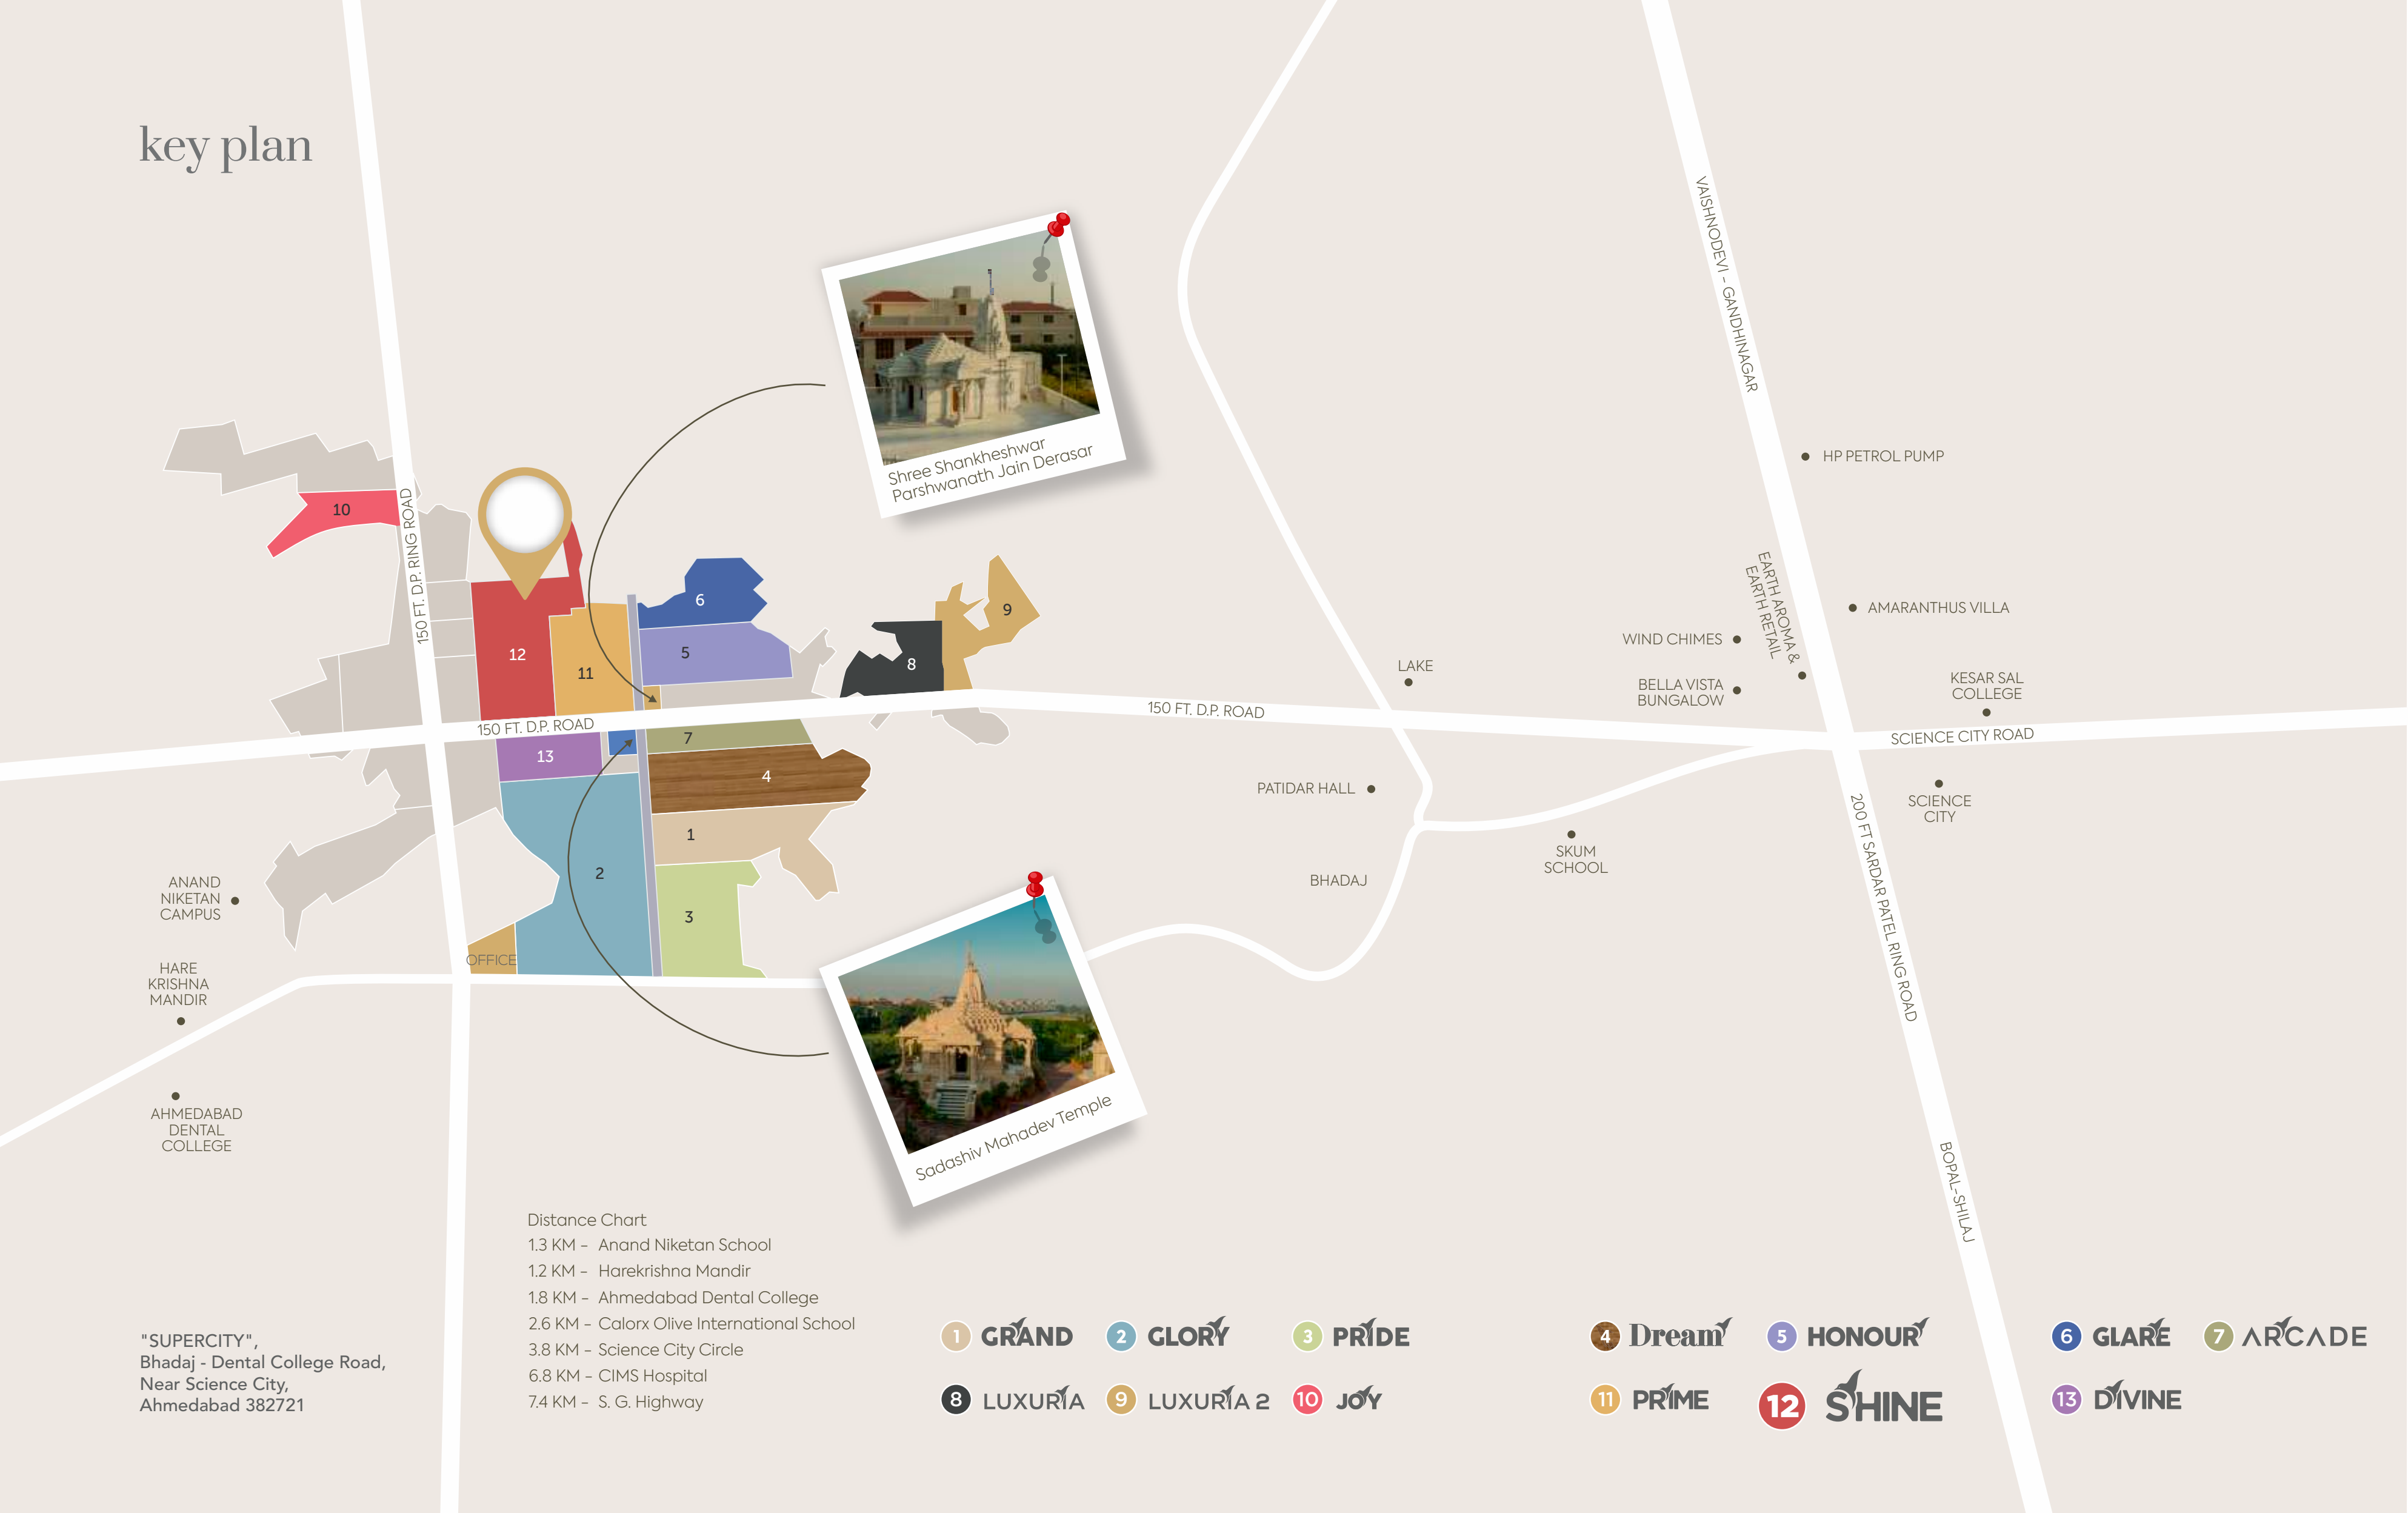 key plan
VAISHNODEVI - GANDHINAGAR
Shree Shankheshwar
Parshwanath Jain Derasar
HP PETROL PUMP
10
150 FT. D.P. RING ROAD
6
9
EARTH AROMA &
EARTH RETAIL
AMARANTHUS VILLA
WIND CHIMES
12
5
8
11
LAKE
BELLA VISTA
BUNGALOW
KESAR SAL
COLLEGE
150 FT. D.P. ROAD
150 FT. D.P. ROAD
SCIENCE CITY ROAD
7
13
4
PATIDAR HALL
SCIENCE
CITY
1
200 FT SARDAR PATEL RING ROAD
SKUM
SCHOOL
2
BHADAJ
ANAND
NIKETAN
CAMPUS
3
OFFICE
HARE
KRISHNA
MANDIR
AHMEDABAD
DENTAL
COLLEGE
Sadashiv Mahadev Temple
BOPAL-SHILAJ
Distance Chart
1.3 KM - Anand Niketan School
1.2 KM - Harekrishna Mandir
1.8 KM - Ahmedabad Dental College
2.6 KM - Calorx Olive International School
3.8 KM - Science City Circle
6.8 KM - CIMS Hospital
7.4 KM - S. G. Highway
"SUPERCITY",
Bhadaj - Dental College Road,
Near Science City,
Ahmedabad 382721
1 GRAND
2 GLORY
3 PRIDE
4 Dream
5 HONOUR
6 GLARE
7 ARCADE
8 LUXURIA
9 LUXURIA 2
10 JOY
11 PRIME
12 SHINE
13 DIVINE